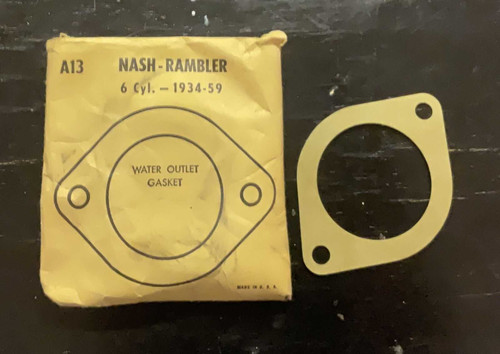 A13 NASH-RAMBLER
6 Cyl. — 1934-59
WATER OUTLET
GASKET
MADE IN U. S. A.